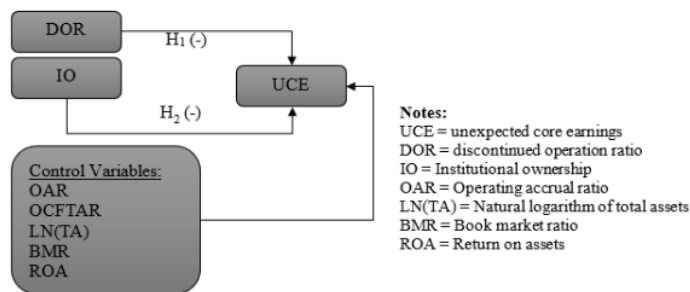 DOR
H₁ (-)
IO
UCE
H₂ (-)
Control Variables:
OAR
OCFTAR
LN(TA)
BMR
ROA
Notes:
UCE = unexpected core earnings
DOR = discontinued operation ratio
IO = Institutional ownership
OAR = Operating accrual ratio
LN(TA) = Natural logarithm of total assets
BMR = Book market ratio
ROA = Return on assets